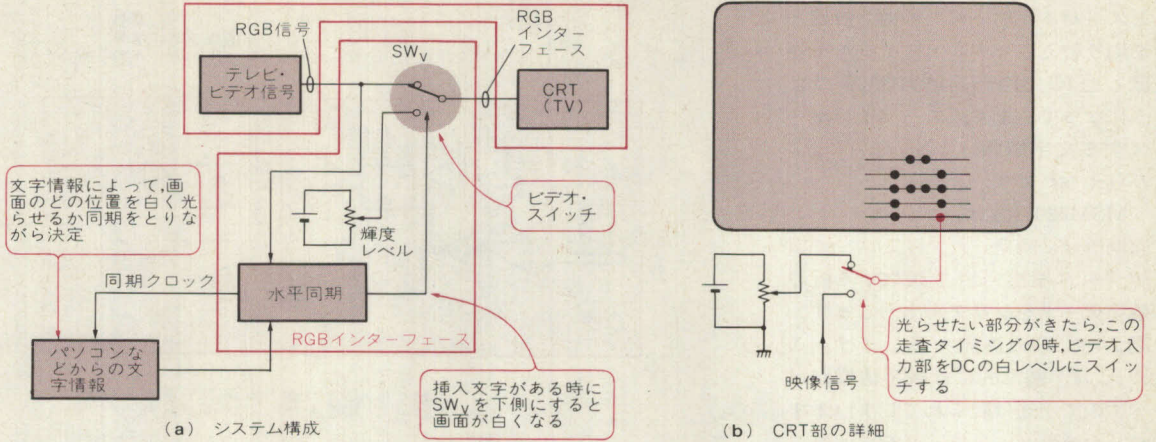 RGB信号
RGB
インター
フェース
SWV
テレビ・
ビデオ信号
CRT
(TV)
文字情報によって,画
面のどの位置を白く光
らせるか同期をとりな
がら決定
ビデオ・
スイッチ
輝度
レベル
同期クロック
水平同期
RGBインターフェース
パソコンな
どからの文
字情報
挿入文字がある時に
SWVを下側にすると
画面が白くなる
(a) システム構成
光らせたい部分がきたら,この
走査タイミングの時,ビデオ入
力部をDCの白レベルにスイッ
チする
映像信号
(b) CRT部の詳細